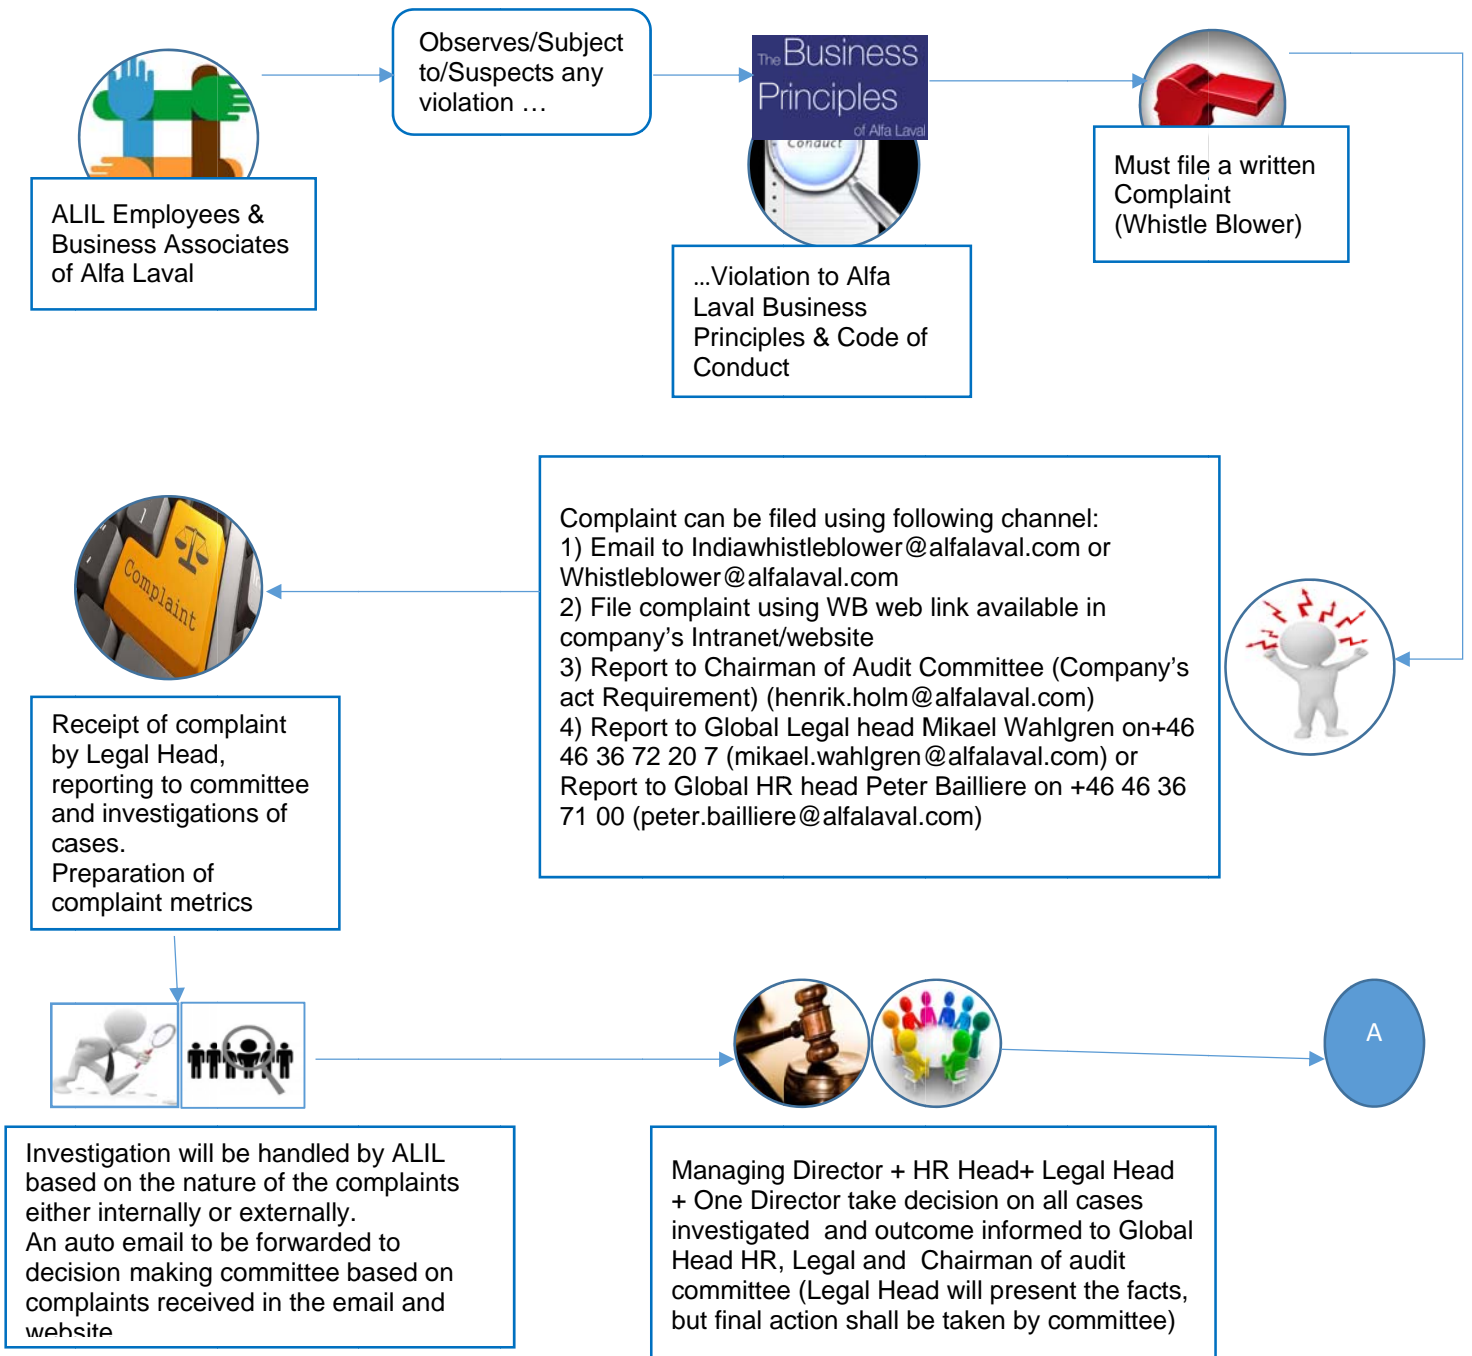 Observes/Subject
to/Suspects any
violation …
The Business
Principles
of Alfa Laval
Conduct
ALIL Employees &
Business Associates
of Alfa Laval
...Violation to Alfa
Laval Business
Principles & Code of
Conduct
Must file a written
Complaint
(Whistle Blower)
Complaint can be filed using following channel:
1) Email to Indiawhistleblower@alfalaval.com or
Whistleblower@alfalaval.com
2) File complaint using WB web link available in
company's Intranet/website
3) Report to Chairman of Audit Committee (Company's
act Requirement) (henrik.holm@alfalaval.com)
4) Report to Global Legal head Mikael Wahlgren on+46
46 36 72 20 7 (mikael.wahlgren@alfalaval.com) or
Report to Global HR head Peter Bailliere on +46 46 36
71 00 (peter.bailliere@alfalaval.com)
Complaint
Receipt of complaint
by Legal Head,
reporting to committee
and investigations of
cases.
Preparation of
complaint metrics
A
Investigation will be handled by ALIL
based on the nature of the complaints
either internally or externally.
An auto email to be forwarded to
decision making committee based on
complaints received in the email and
website
Managing Director + HR Head+ Legal Head
+ One Director take decision on all cases
investigated  and outcome informed to Global
Head HR, Legal and  Chairman of audit
committee (Legal Head will present the facts,
but final action shall be taken by committee)